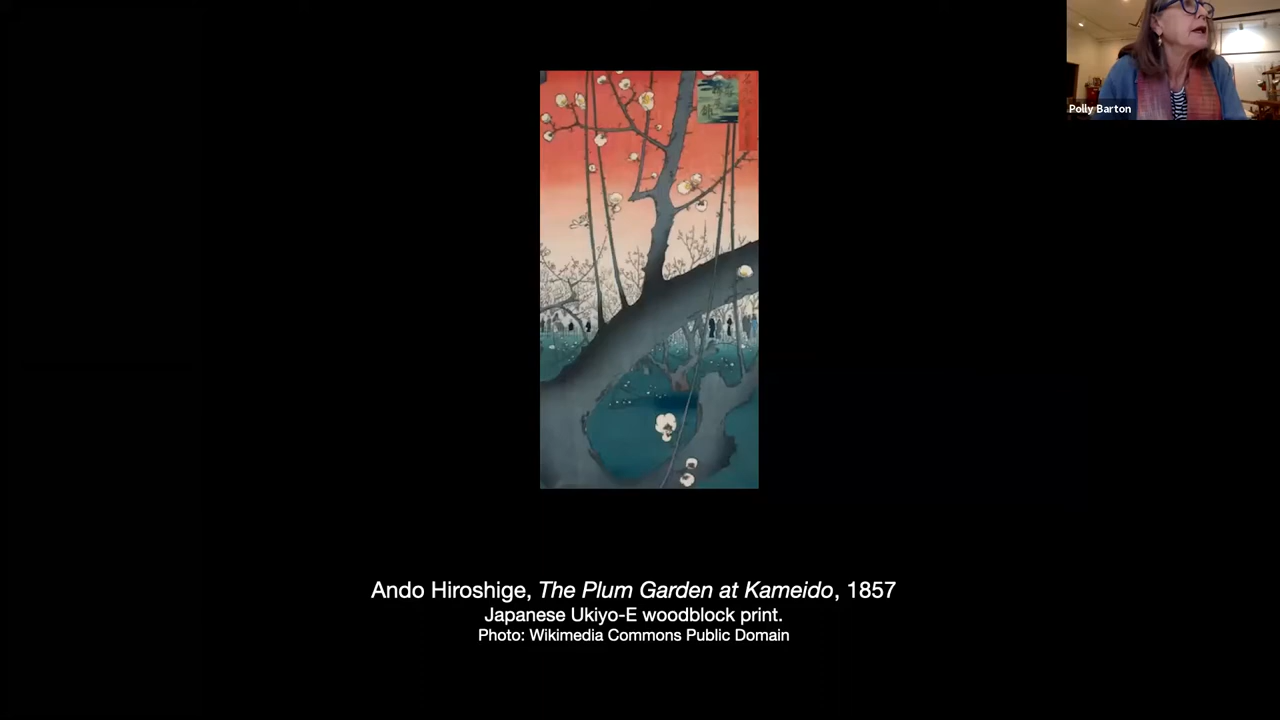 Polly Barton
Ando Hiroshige, The Plum Garden at Kameido, 1857
Japanese Ukiyo-E woodblock print.
Photo: Wikimedia Commons Public Domain